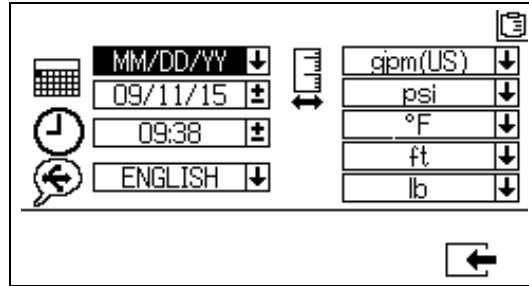 MM/DD/YY
09/11/15
09:38
ENGLISH
gpm(US)
psi
°F
ft
lb